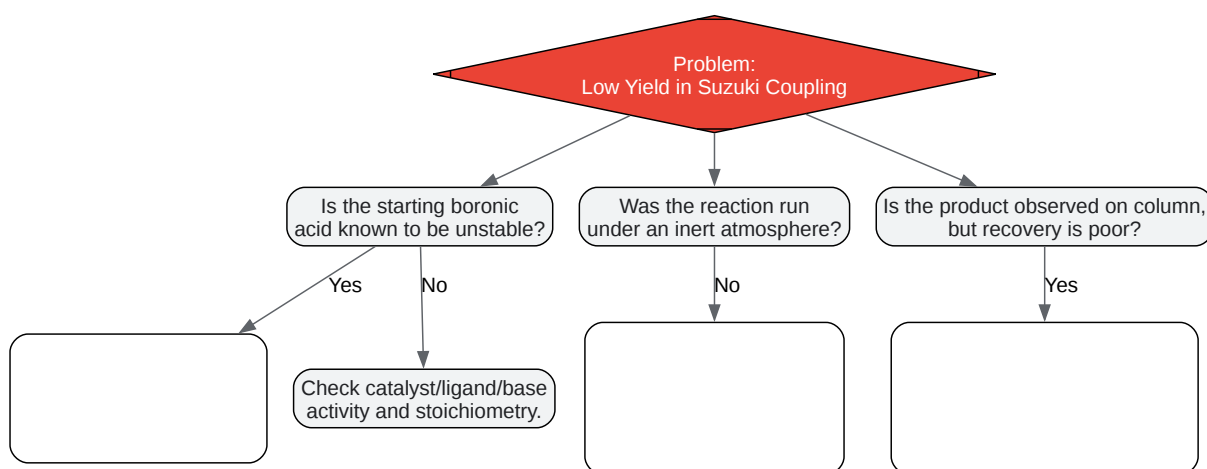 Problem:
Low Yield in Suzuki Coupling
Is the starting boronic
acid known to be unstable?
Was the reaction run
under an inert atmosphere?
Is the product observed on column,
but recovery is poor?
Yes
No
No
Yes
Check catalyst/ligand/base
activity and stoichiometry.